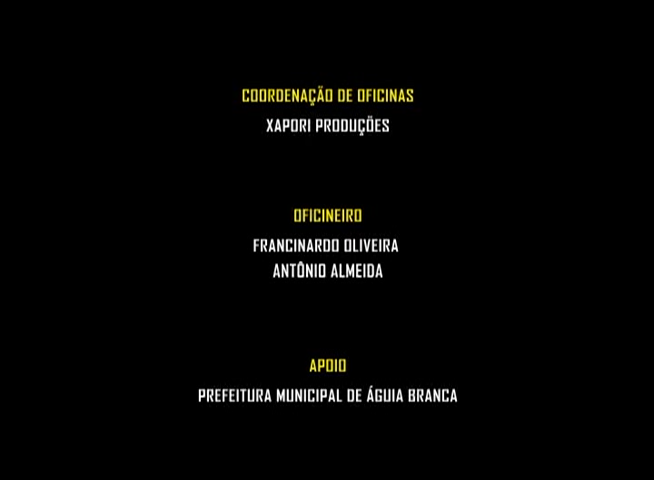 COORDENAÇÃO DE OFICINAS
XAPORI PRODUÇÕES
OFICINEIRO
FRANCINARDO OLIVEIRA
ANTÔNIO ALMEIDA
APOIO
PREFEITURA MUNICIPAL DE ÁGUIA BRANCA